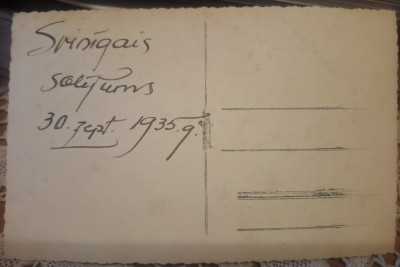 Svinīgais
solījums
30. sept. 1935.g.